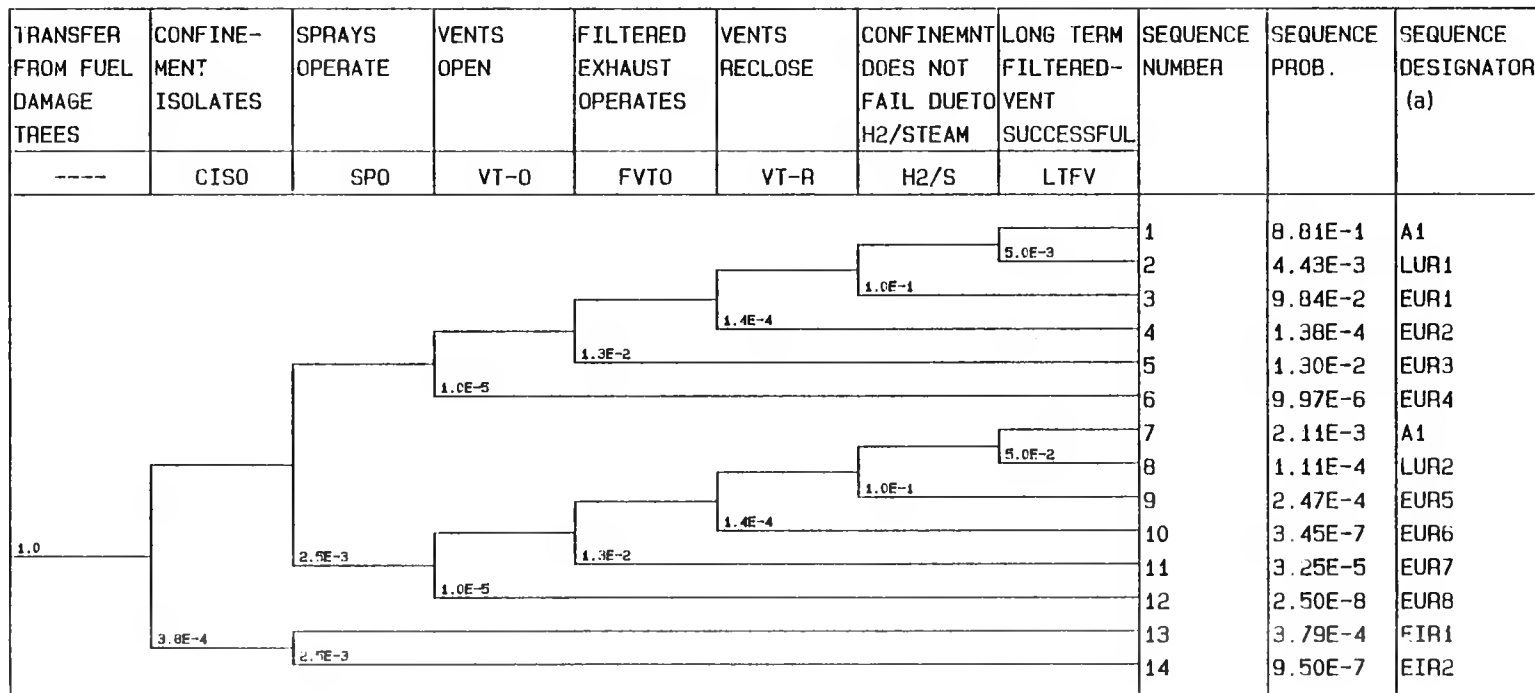 TRANSFER FROM FUEL DAMAGE TREES
CONFINE- MENT ISOLATES
SPRAYS OPERATE
VENTS OPEN
FILTERED EXHAUST OPERATES
VENTS RECLOSE
CONFINEMNT DOES NOT FAIL DUETO H2/STEAM
LONG TERM FILTERED- VENT SUCCESSFUL
SEQUENCE NUMBER
SEQUENCE PROB.
SEQUENCE DESIGNATOR (a)
---- CISO SPO VT-O FVTO VT-R H2/S LTFV
1 8.81E-1 A1
5.0E-3
2 4.43E-3 LUR1
1.0E-1
3 9.84E-2 EUR1
1.4E-4
4 1.38E-4 EUR2
1.3E-2
5 1.30E-2 EUR3
1.0E-5
6 9.97E-6 EUR4
7 2.11E-3 A1
5.0E-2
8 1.11E-4 LUR2
1.0E-1
9 2.47E-4 EUR5
1.4E-4
10 3.45E-7 EUR6
1.0
2.5E-3
1.3E-2
11 3.25E-5 EUR7
1.0E-5
12 2.50E-8 EUR8
3.8E-4
13 3.79E-4 EIR1
2.5E-3
14 9.50E-7 EIR2